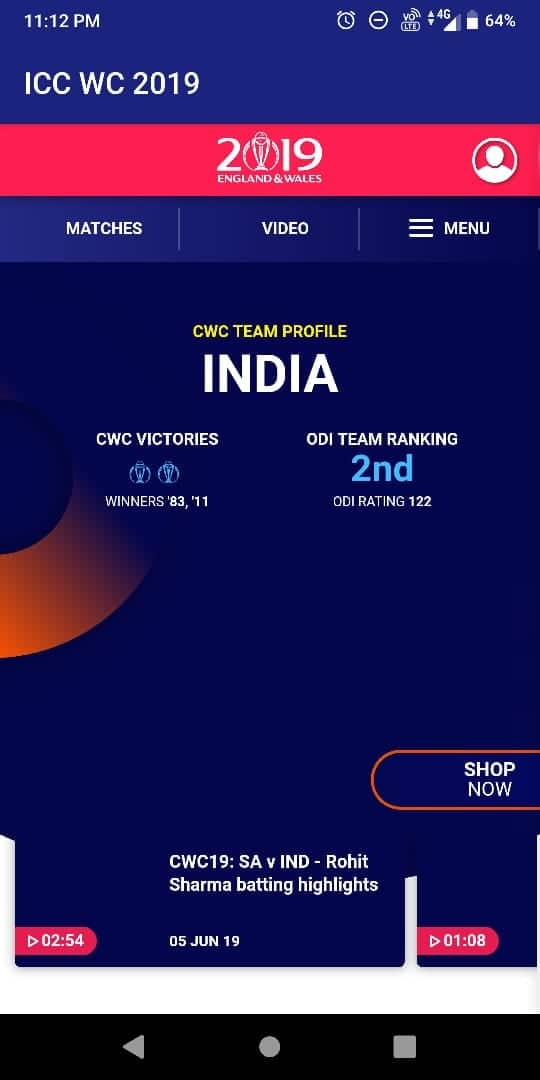 11:12 PM
VO LTE
4G
64%
ICC WC 2019
2019
ENGLAND & WALES
MATCHES
VIDEO
MENU
CWC TEAM PROFILE
INDIA
CWC VICTORIES
WINNERS '83, '11
ODI TEAM RANKING
2nd
ODI RATING 122
SHOP
NOW
CWC19: SA v IND - Rohit
Sharma batting highlights
02:54
05 JUN 19
01:08